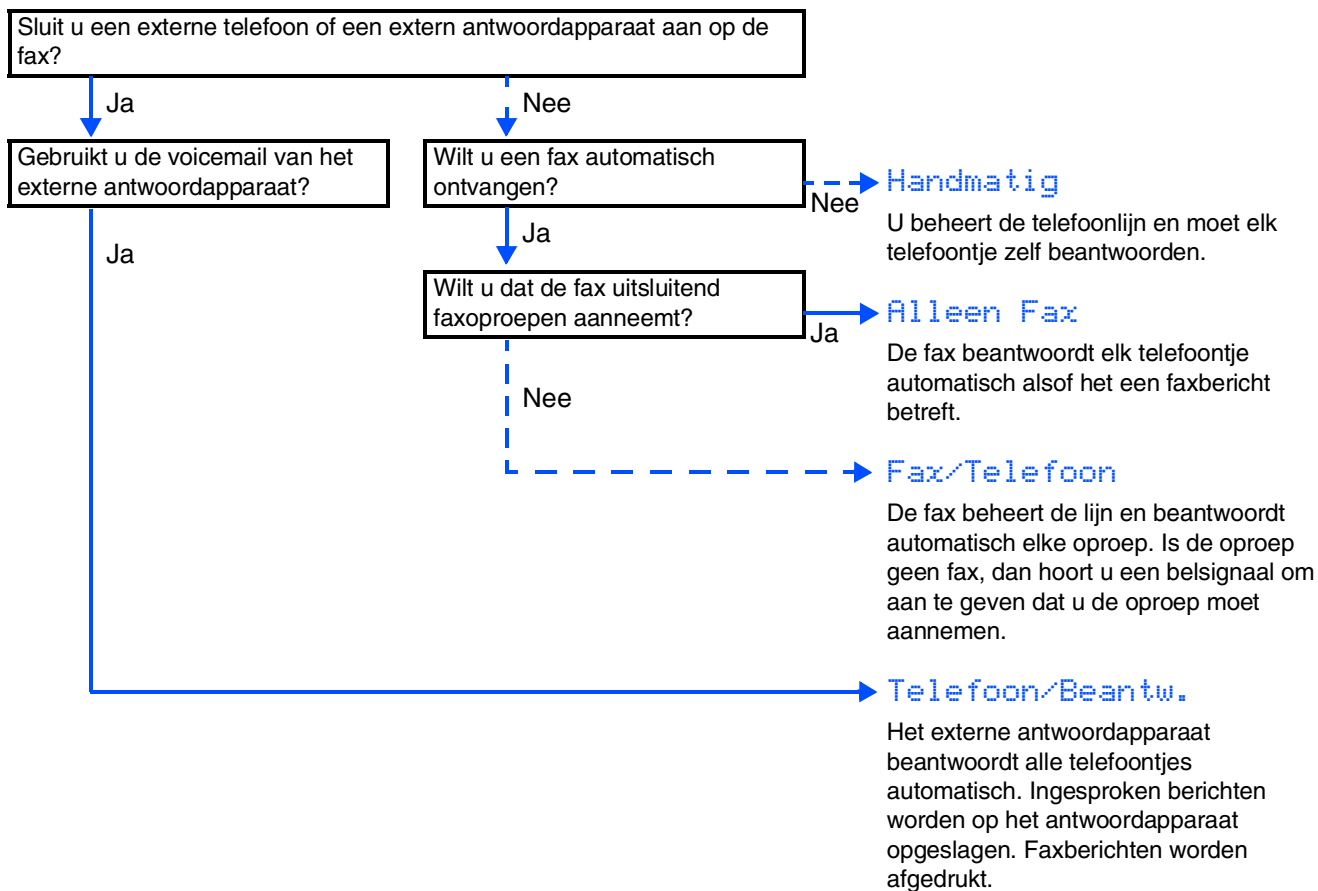 Sluit u een externe telefoon of een extern antwoordapparaat aan op de
fax?
Ja
Nee
Gebruikt u de voicemail van het
externe antwoordapparaat?
Wilt u een fax automatisch
ontvangen?
Nee
Handmatig
U beheert de telefoonlijn en moet elk
telefoontje zelf beantwoorden.
Ja
Ja
Wilt u dat de fax uitsluitend
faxoproepen aanneemt?
Ja
Alleen Fax
De fax beantwoordt elk telefoontje
automatisch alsof het een faxbericht
betreft.
Nee
Fax/Telefoon
De fax beheert de lijn en beantwoordt
automatisch elke oproep. Is de oproep
geen fax, dan hoort u een belsignaal om
aan te geven dat u de oproep moet
aannemen.
Telefoon/Beantw.
Het externe antwoordapparaat
beantwoordt alle telefoontjes
automatisch. Ingesproken berichten
worden op het antwoordapparaat
opgeslagen. Faxberichten worden
afgedrukt.